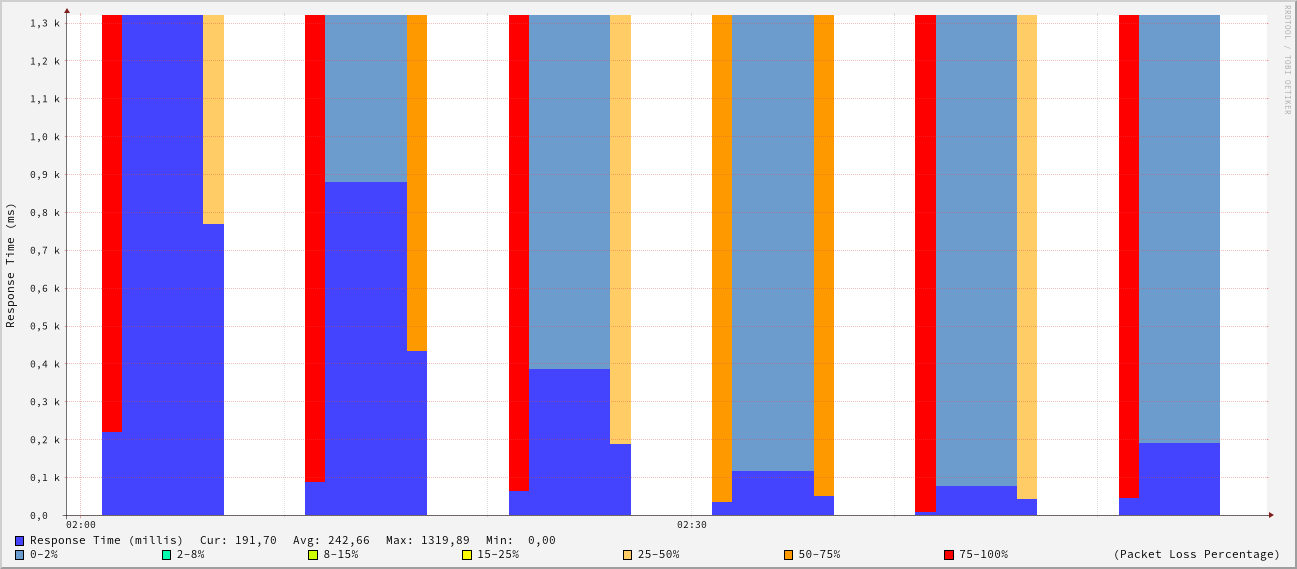 RRDTOOL / TOBI OETIKER
Response Time (ms)
1,3 k
1,2 k
1,1 k
1,0 k
0,9 k
0,8 k
0,7 k
0,6 k
0,5 k
0,4 k
0,3 k
0,2 k
0,1 k
0,0
02:00 02:30
Response Time (millis) Cur: 191,70 Avg: 242,66 Max: 1319,89 Min: 0,00
0-2% 2-8% 8-15% 15-25% 25-50% 50-75% 75-100% (Packet Loss Percentage)